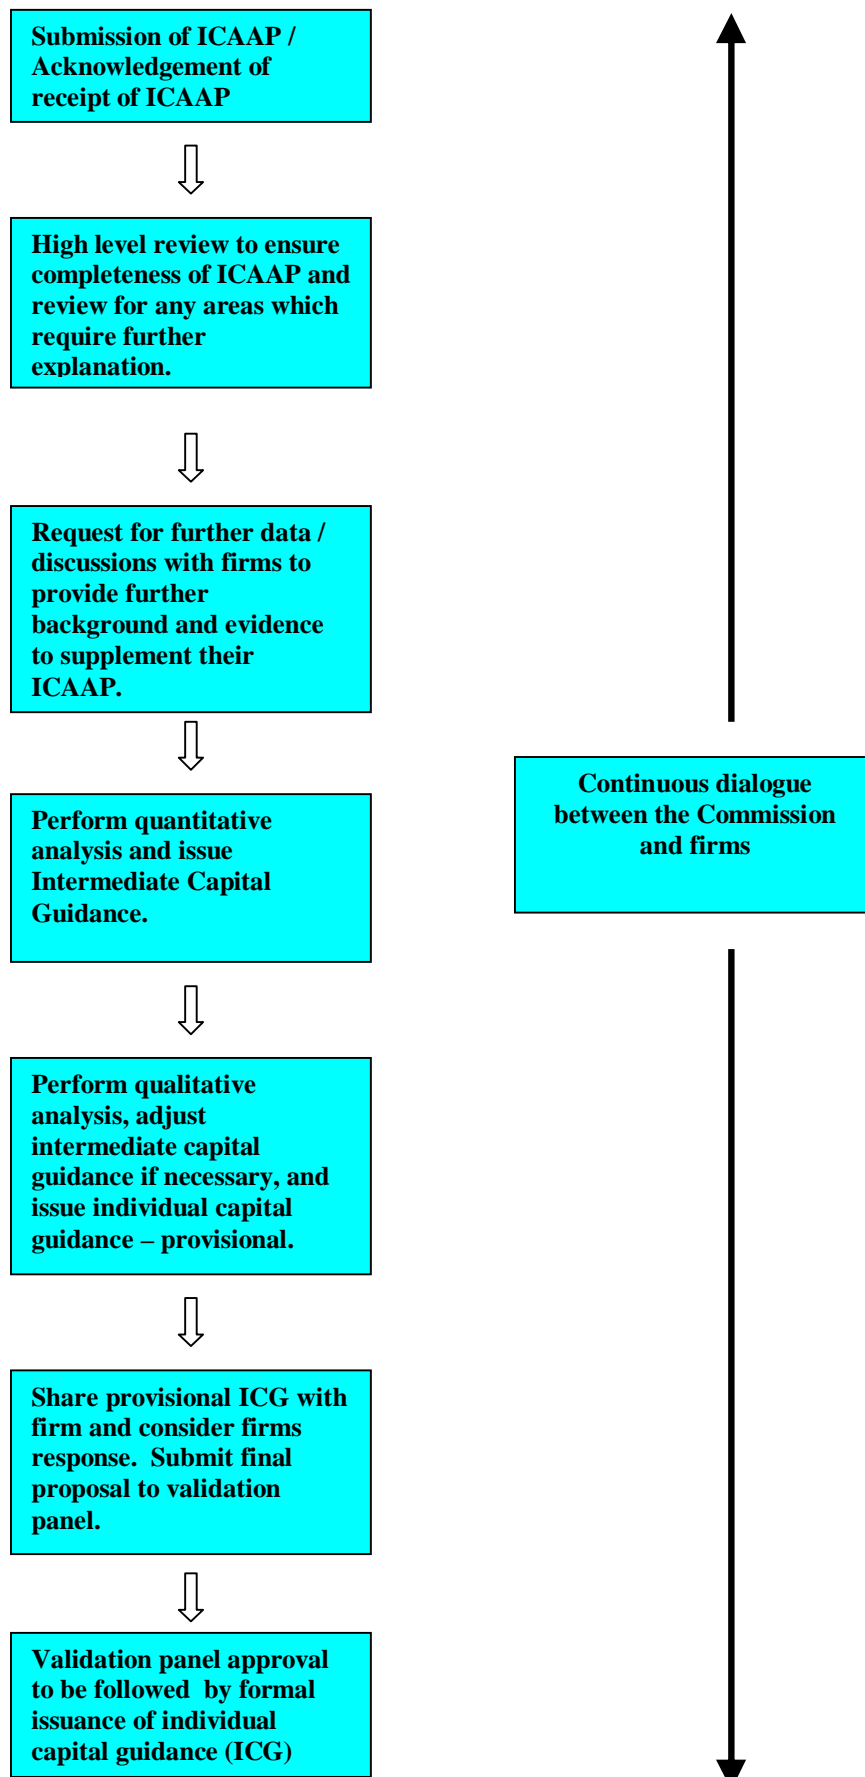 Submission of ICAAP /
Acknowledgement of
receipt of ICAAP
High level review to ensure
completeness of ICAAP and
review for any areas which
require further
explanation.
Request for further data /
discussions with firms to
provide further
background and evidence
to supplement their
ICAAP.
Perform quantitative
analysis and issue
Intermediate Capital
Guidance.
Continuous dialogue
between the Commission
and firms
Perform qualitative
analysis, adjust
intermediate capital
guidance if necessary, and
issue individual capital
guidance – provisional.
Share provisional ICG with
firm and consider firms
response.  Submit final
proposal to validation
panel.
Validation panel approval
to be followed  by formal
issuance of individual
capital guidance (ICG)